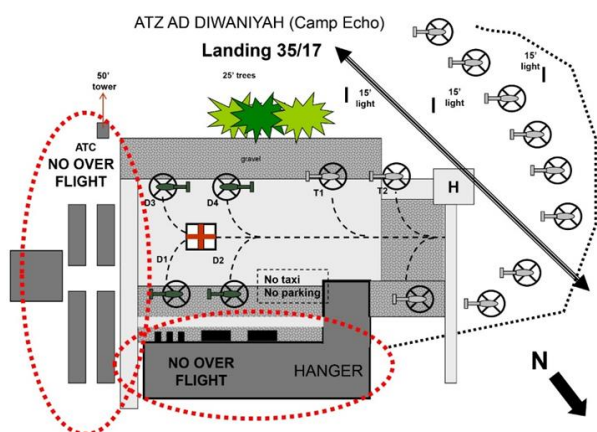 ATZ AD DIWANIYAH (Camp Echo)
Landing 35/17
50'
tower
25' trees
15'
light
15'
light
15'
light
ATC
NO OVER
FLIGHT
gravel
D3
D4
T1
T2
H
D1
D2
No taxi
No parking
NO OVER
FLIGHT
HANGER
N